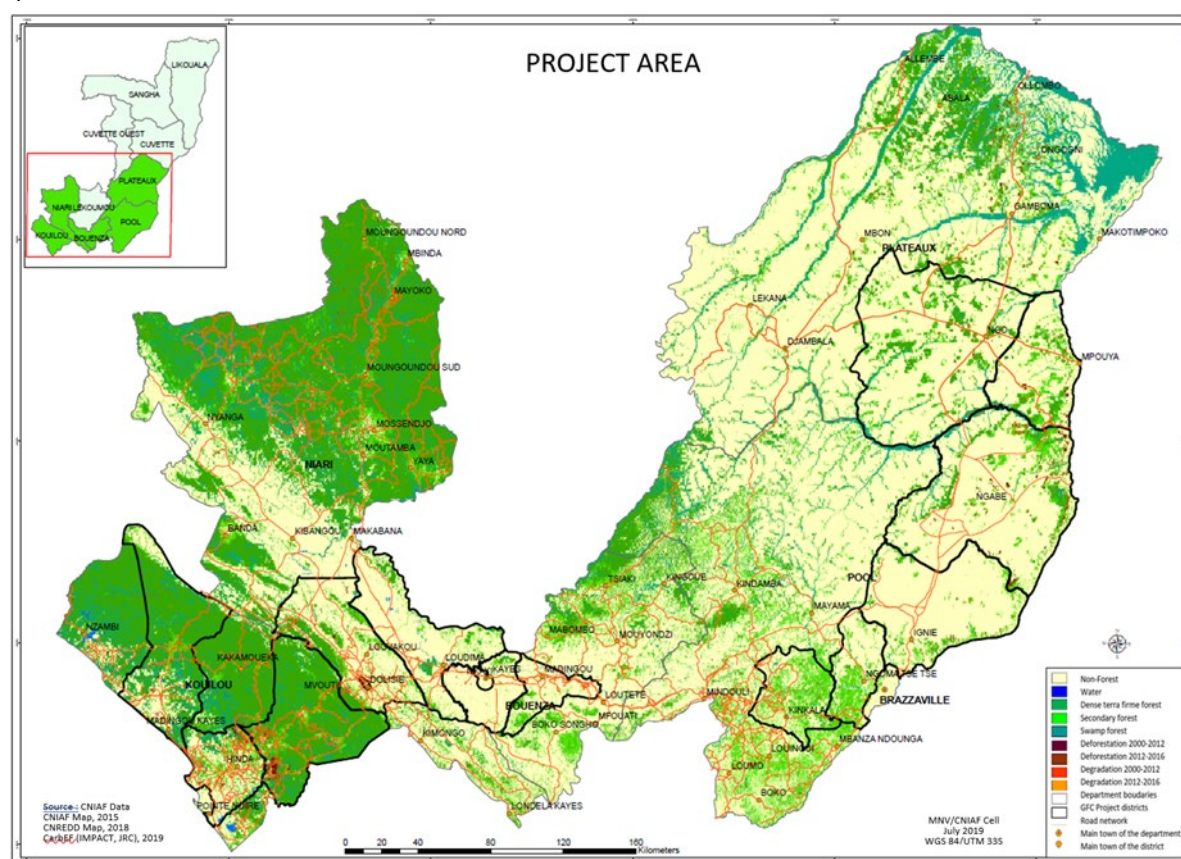 PROJECT AREA
LIKOUALA
SANGHA
CUVETTE OUEST
CUVETTE
PLATEAUX
NIARI
LEKOUMOU
POOL
KOUILOU
BOUENZA
ALLEMBE
OLLOMBO
ABALA
ONGOGNI
GAMBOMA
MAKOTIMPOKO
MBON
PLATEAUX
LEKANA
DJAMBALA
NGO
MPOUYA
MOUNGOUNDOU NORD
MBINDA
MAYOKO
MOUNGOUNDOU SUD
NYANGA
MOSSENDJO
MOUTAMBA
YAYA
NIARI
BANDA
KIBANGOU
MAKABANA
NGABE
NZAMBI
KAKAMOUEKA
KOUILOU
MVOUTI
MADINGOU KAYES
HINDA
POINTE NOIRE
LOUVAKOU
DOLISIE
LOUDIMA
KAYES
MADINGOU
BOUENZA
BOKO SONGHO
KIMONGO
LONDELA KAYES
LOUTETE
MFOUATI
MABOMBO
MOUYONDZI
TSIAKI
KINGOUE
KINDAMBA
MAYAMA
POOL
IGNIE
BRAZZAVILLE
MINDOULI
KINKALA
MBANZA NDOUNGA
LOUINGUI
LOUMO
BOKO
Non-Forest
Water
Dense terra firme forest
Secondary forest
Swamp forest
Deforestation 2000-2012
Deforestation 2012-2016
Degradation 2000-2012
Degradation 2012-2016
Department boudaries
GFC Project districts
Road network
Main town of the department
Main town of the district
Source : CNIAF Data
CNIAF Map, 2015
CNREDD Map, 2018
CarbEF (IMPACT, JRC), 2019
0 20 40 80 120 160
Kilometers
MNV/CNIAF Cell
July 2019
WGS 84/UTM 33S